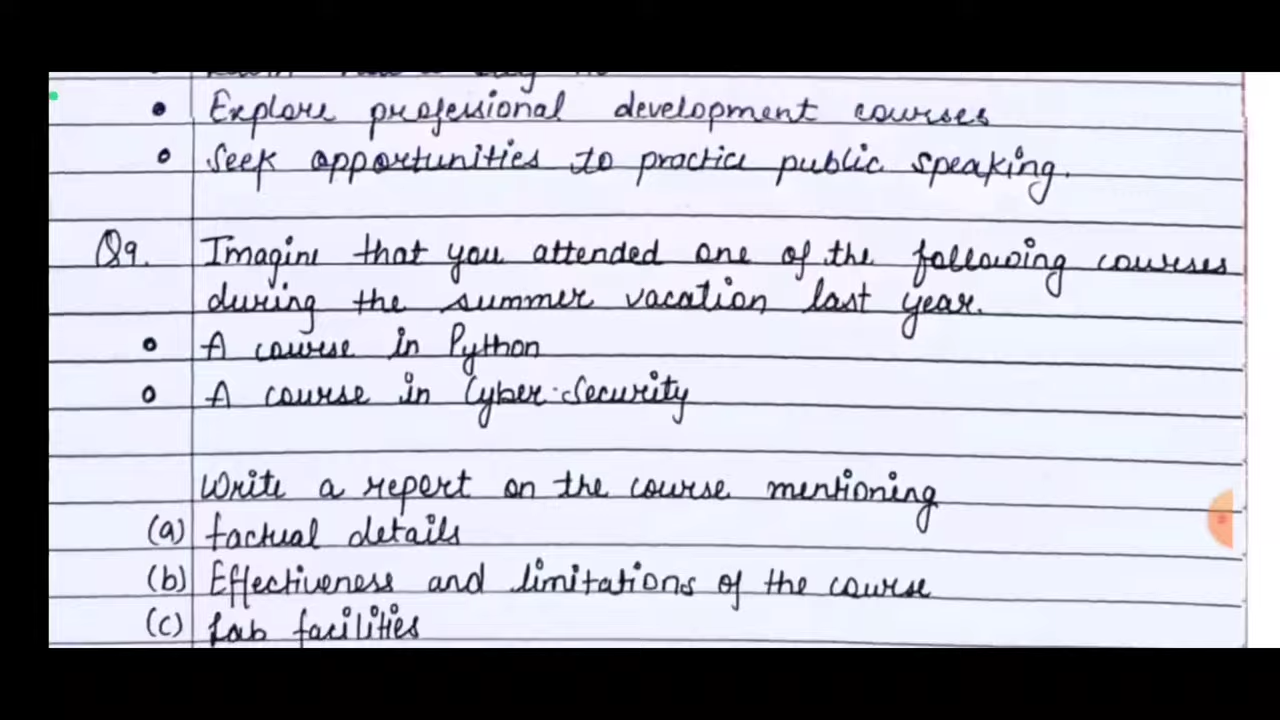 • Explore professional development courses
• Seek opportunities to practice public speaking.
Q9. Imagine that you attended one of the following courses
during the summer vacation last year.
• A course in Python
• A course in Cyber-Security
Write a report on the course mentioning
(a) factual details
(b) Effectiveness and limitations of the course
(c) Lab facilities